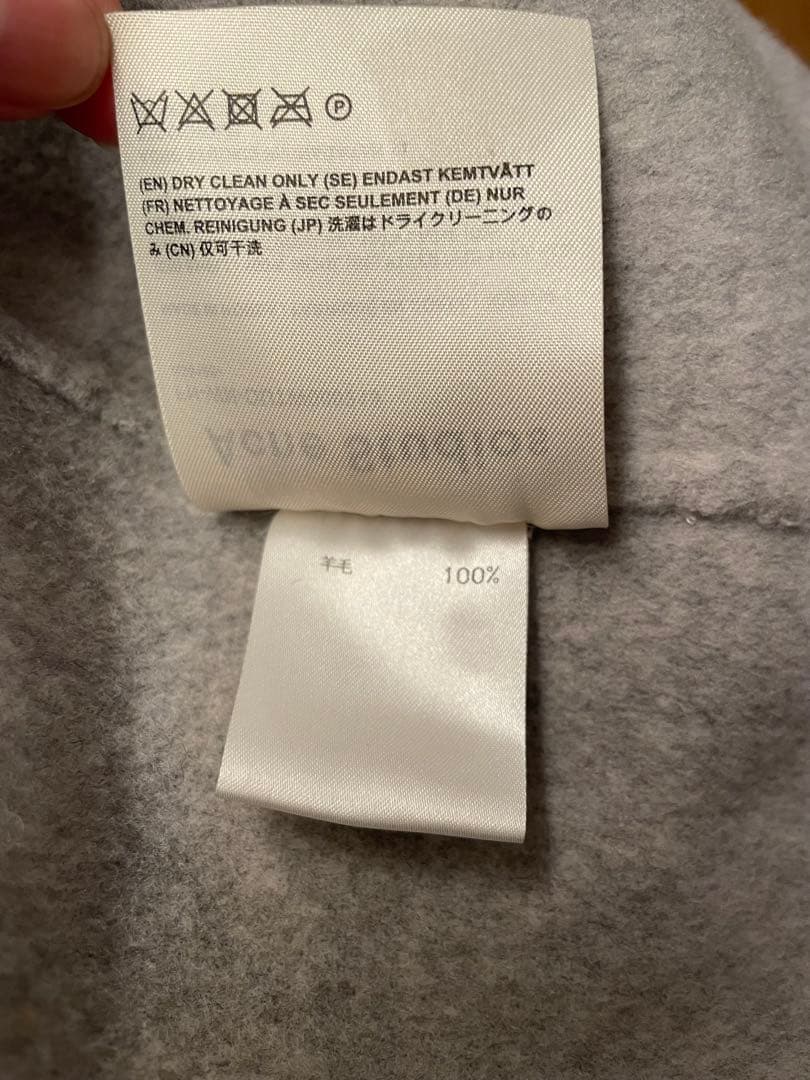 P
(EN) DRY CLEAN ONLY (SE) ENDAST KEMTVÄTT
(FR) NETTOYAGE À SEC SEULEMENT (DE) NUR
CHEM. REINIGUNG (JP) 洗濯はドライクリーニングの
み (CN) 仅可干洗
Acne Studios
羊毛 100%